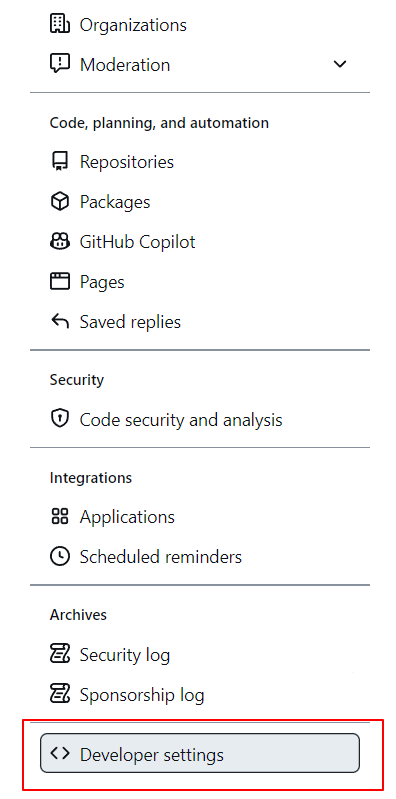 Organizations
Moderation
Code, planning, and automation
Repositories
Packages
GitHub Copilot
Pages
Saved replies
Security
Code security and analysis
Integrations
Applications
Scheduled reminders
Archives
Security log
Sponsorship log
Developer settings